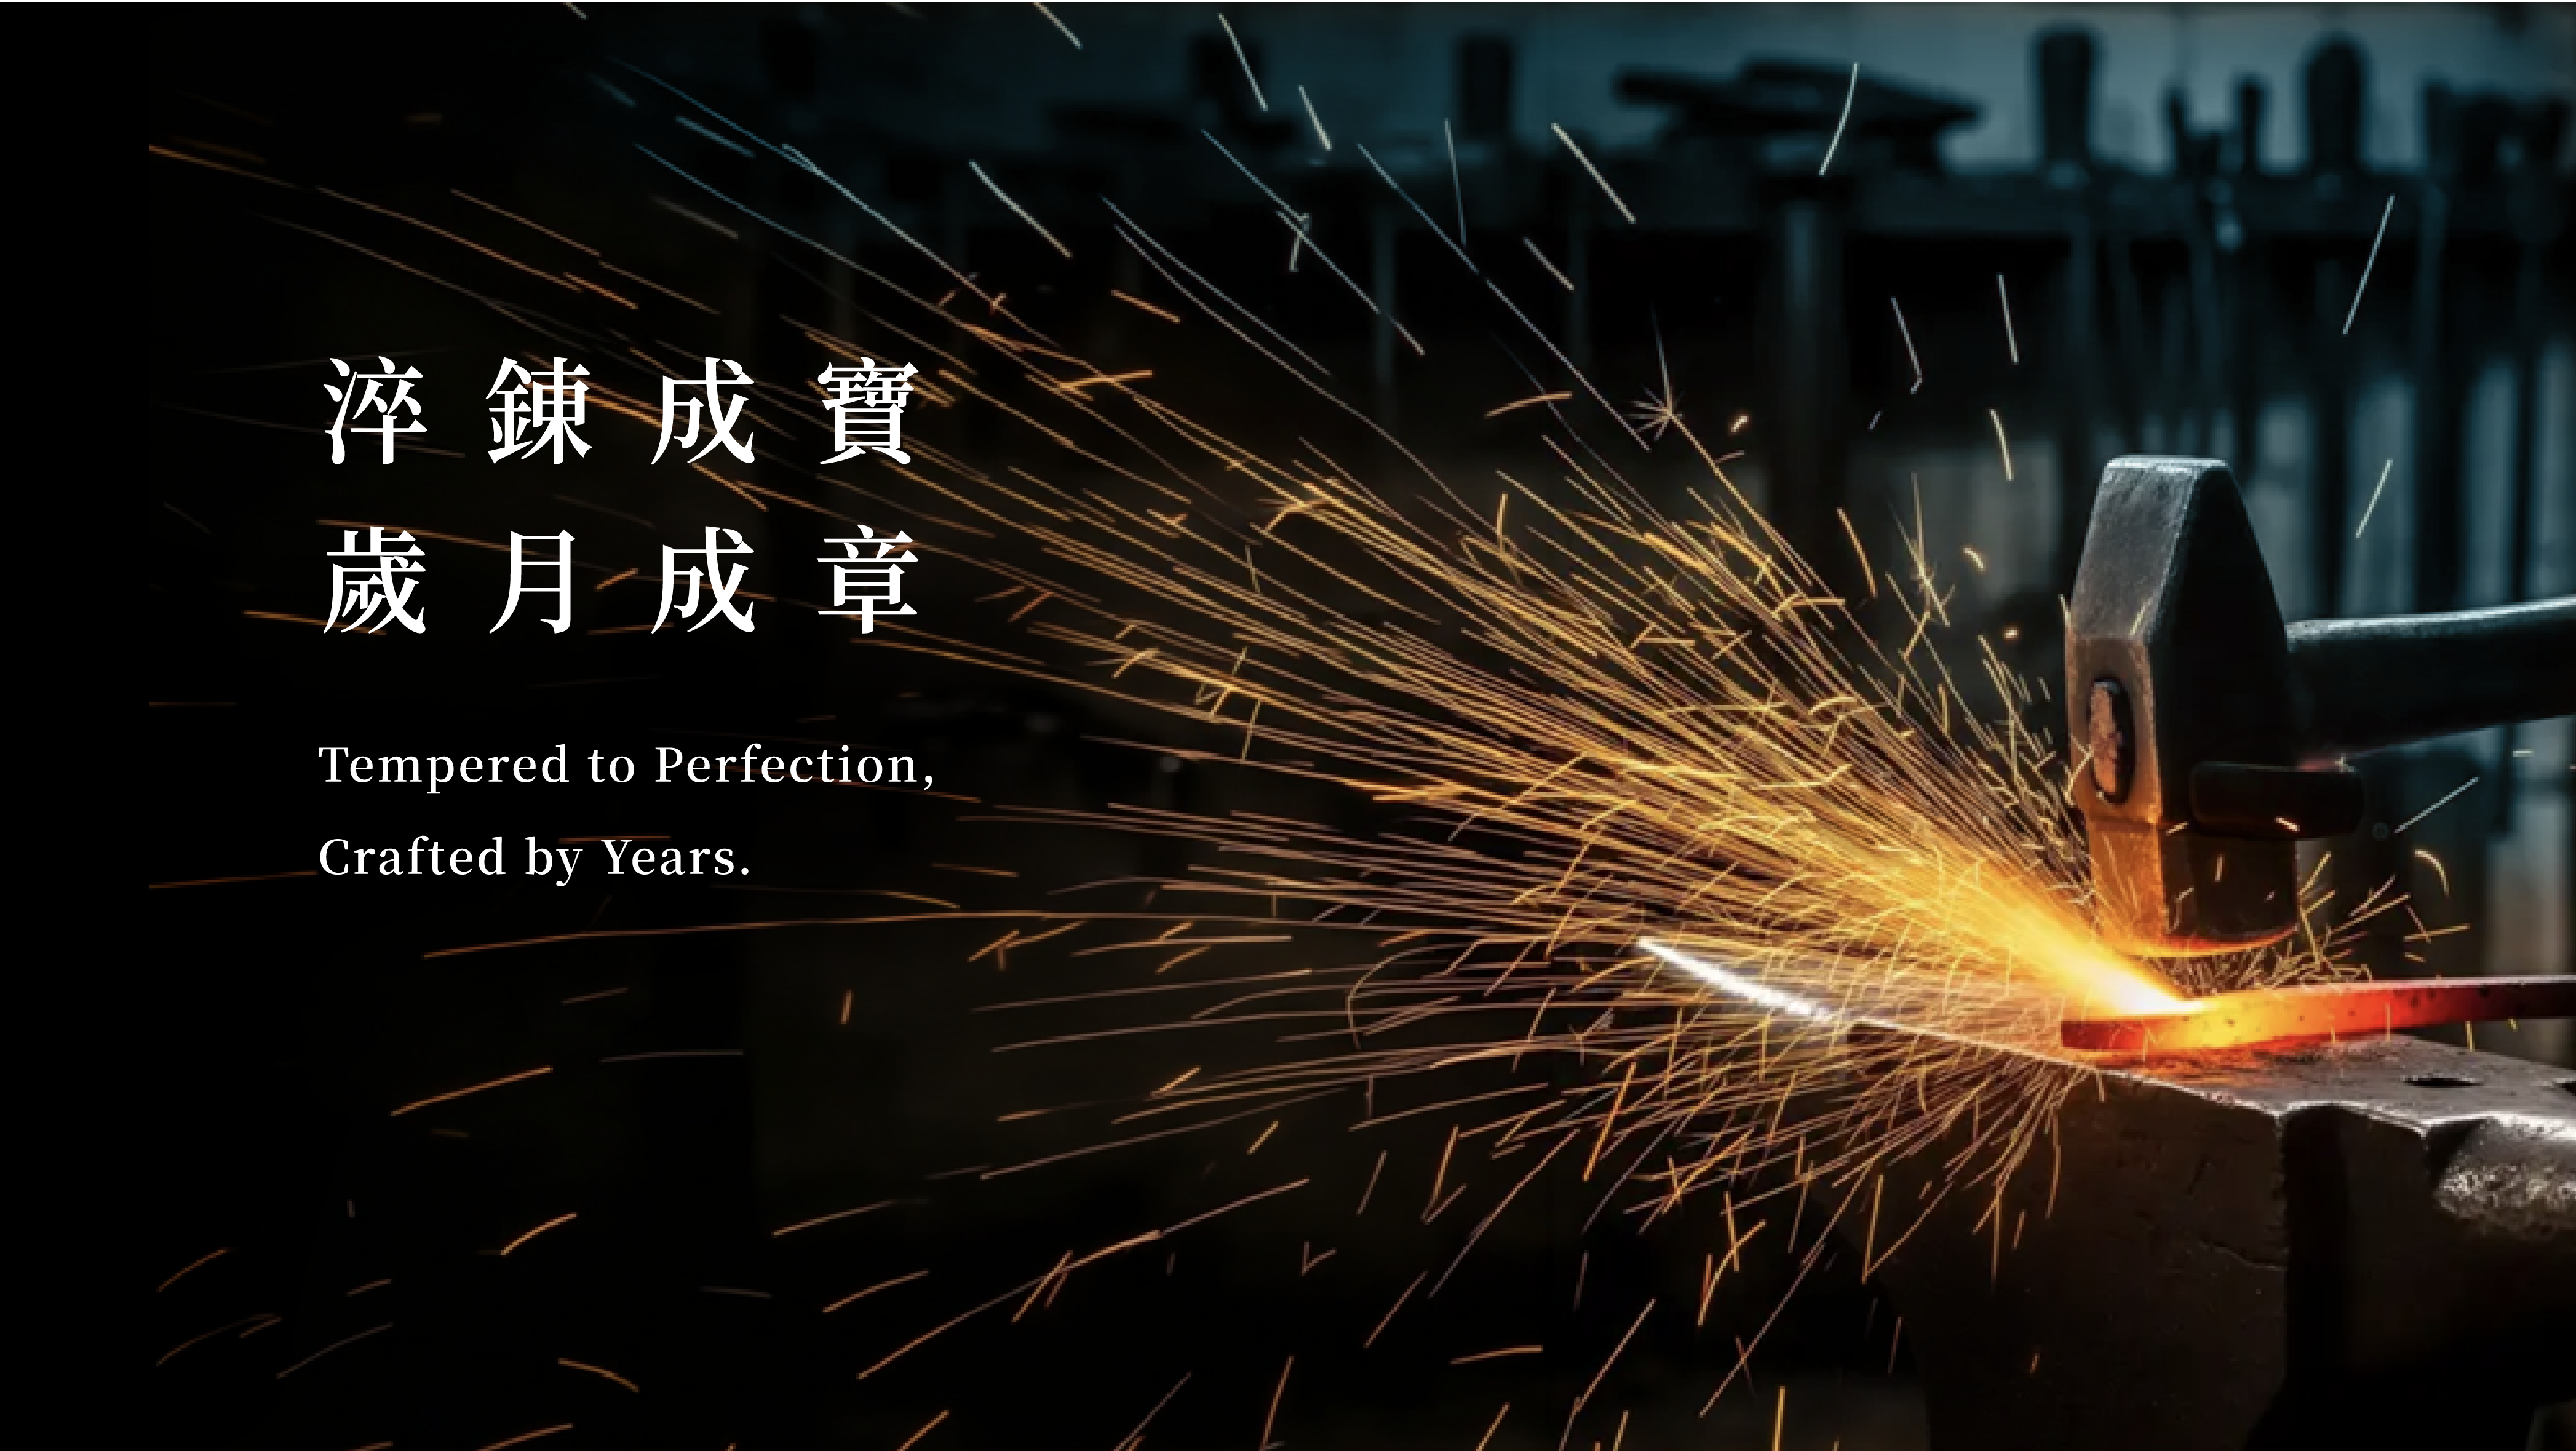 淬鍊成寶
歲月成章
Tempered to Perfection,
Crafted by Years.